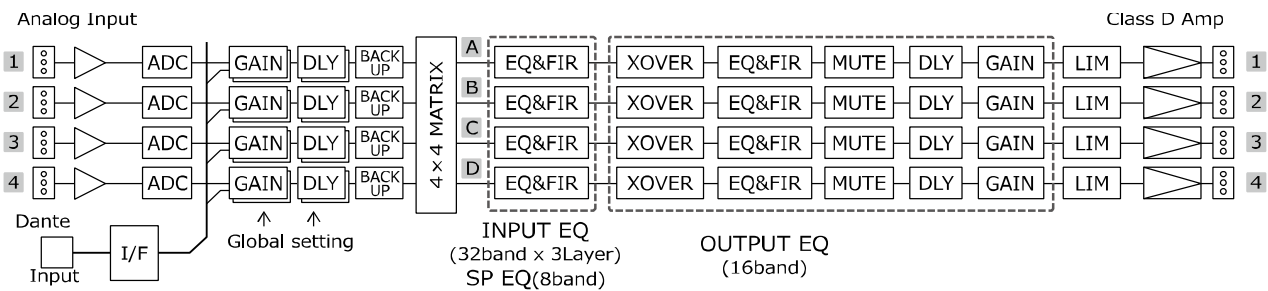 Analog Input
Class D Amp
1 ADC GAIN DLY BACK UP A EQ&FIR XOVER EQ&FIR MUTE DLY GAIN LIM 1
2 ADC GAIN DLY BACK UP B EQ&FIR XOVER EQ&FIR MUTE DLY GAIN LIM 2
4×4 MATRIX
3 ADC GAIN DLY BACK UP C EQ&FIR XOVER EQ&FIR MUTE DLY GAIN LIM 3
4 ADC GAIN DLY BACK UP D EQ&FIR XOVER EQ&FIR MUTE DLY GAIN LIM 4
Dante
Input
I/F
Global setting
INPUT EQ
(32band x 3Layer)
SP EQ(8band)
OUTPUT EQ
(16band)